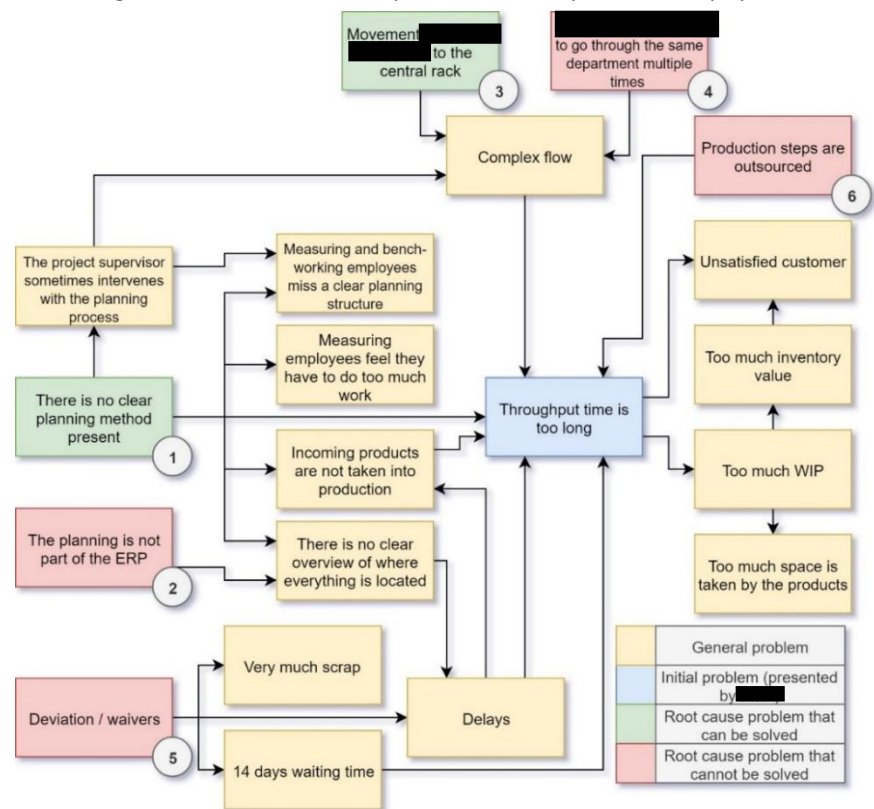 Movement
to the
central rack
3
to go through the same
department multiple
times
4
Complex flow
Production steps are
outsourced
6
The project supervisor
sometimes intervenes
with the planning
process
Measuring and bench-
working employees
miss a clear planning
structure
Unsatisfied customer
Measuring
employees feel they
have to do too much
work
Too much inventory
value
There is no clear
planning method
present
1
Throughput time is
too long
Incoming products
are not taken into
production
Too much WIP
The planning is not
part of the ERP
2
There is no clear
overview of where
everything is located
Too much space is
taken by the products
Very much scrap
Deviation / waivers
5
Delays
14 days waiting time
General problem
Initial problem (presented
by
Root cause problem that
can be solved
Root cause problem that
cannot be solved